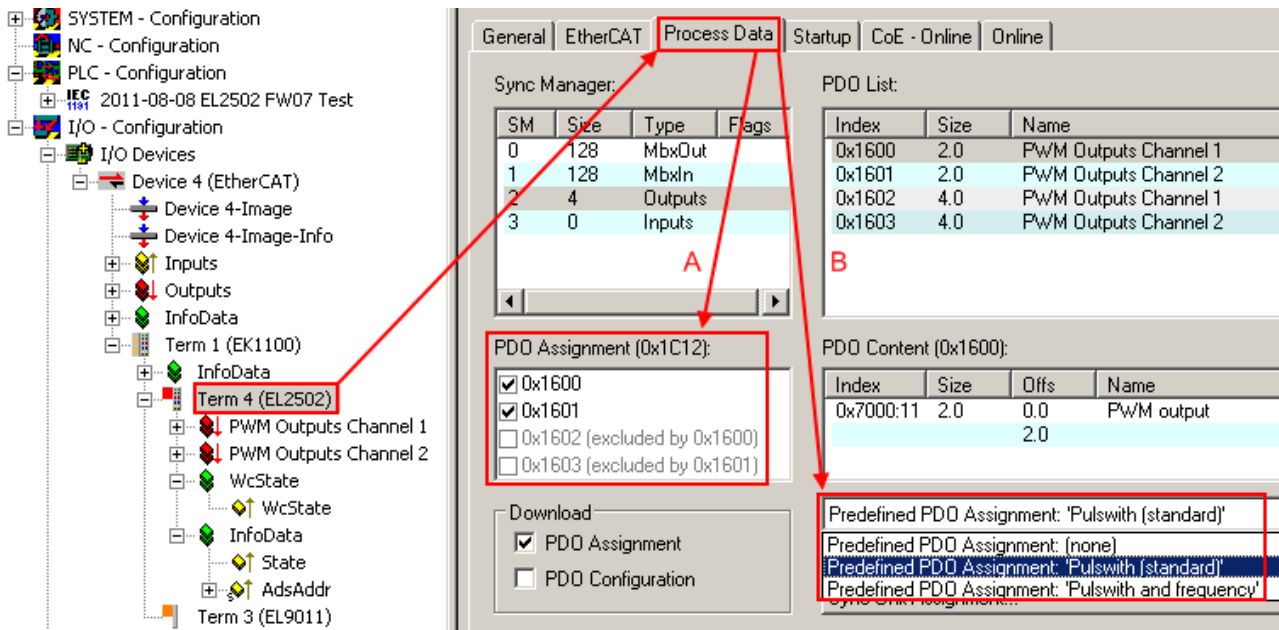 SYSTEM - Configuration
NC - Configuration
PLC - Configuration
IEC 1131 2011-08-08 EL2502 FW07 Test
I/O - Configuration
I/O Devices
Device 4 (EtherCAT)
Device 4-Image
Device 4-Image-Info
Inputs
Outputs
InfoData
Term 1 (EK1100)
InfoData
Term 4 (EL2502)
PWM Outputs Channel 1
PWM Outputs Channel 2
WcState
WcState
InfoData
State
AdsAddr
Term 3 (EL9011)
General EtherCAT Process Data Startup CoE - Online Online
Sync Manager:
SM Size Type Flags
0 128 MbxOut
1 128 MbxIn
2 4 Outputs
3 0 Inputs
A
B
PDO List:
Index Size Name
0x1600 2.0 PWM Outputs Channel 1
0x1601 2.0 PWM Outputs Channel 2
0x1602 4.0 PWM Outputs Channel 1
0x1603 4.0 PWM Outputs Channel 2
PDO Assignment (0x1C12):
0x1600
0x1601
0x1602 (excluded by 0x1600)
0x1603 (excluded by 0x1601)
PDO Content (0x1600):
Index Size Offs Name
0x7000:11 2.0 0.0 PWM output
2.0
Download
PDO Assignment
PDO Configuration
Predefined PDO Assignment: 'Pulswith (standard)'
Predefined PDO Assignment: (none)
Predefined PDO Assignment: 'Pulswith (standard)'
Predefined PDO Assignment: 'Pulswith and frequency'